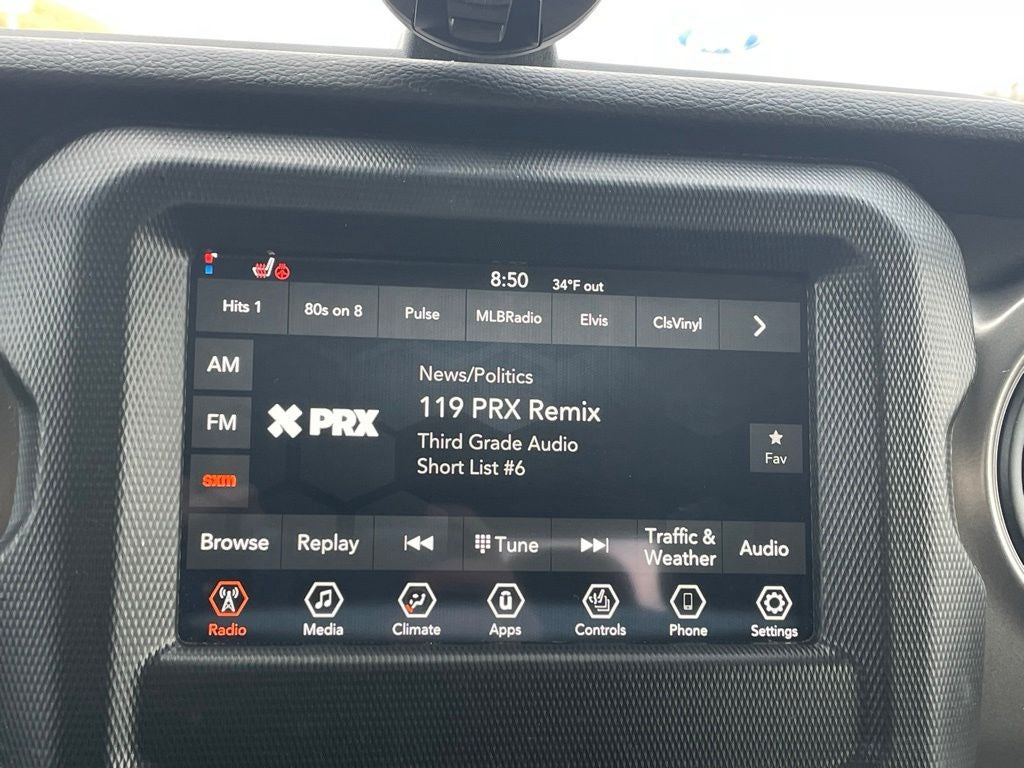 8:50 34°F out
Hits 1 80s on 8 Pulse MLBRadio Elvis ClsVinyl
AM
FM
sxm
PRX
News/Politics
119 PRX Remix
Third Grade Audio
Short List #6
Fav
Browse Replay Tune Traffic & Weather Audio
Radio Media Climate Apps Controls Phone Settings